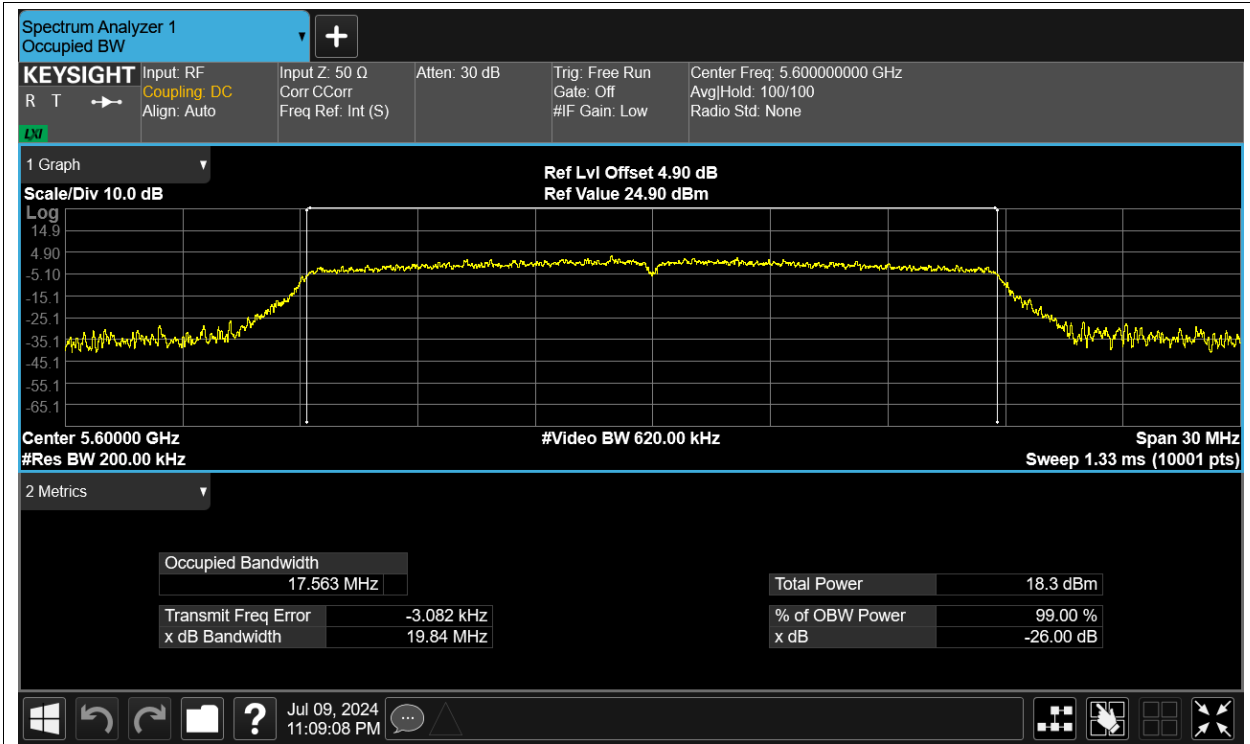 Spectrum Analyzer 1
Occupied BW
KEYSIGHT
R T
LXI
Input: RF
Coupling: DC
Align: Auto
Input Z: 50 Ω
Corr CCorr
Freq Ref: Int (S)
Atten: 30 dB
Trig: Free Run
Gate: Off
#IF Gain: Low
Center Freq: 5.600000000 GHz
Avg|Hold: 100/100
Radio Std: None
1 Graph
Scale/Div 10.0 dB
Ref Lvl Offset 4.90 dB
Ref Value 24.90 dBm
Log
14.9
4.90
-5.10
-15.1
-25.1
-35.1
-45.1
-55.1
-65.1
Center 5.60000 GHz
#Video BW 620.00 kHz
Span 30 MHz
#Res BW 200.00 kHz
Sweep 1.33 ms (10001 pts)
2 Metrics
Occupied Bandwidth
17.563 MHz
Total Power 18.3 dBm
Transmit Freq Error -3.082 kHz
% of OBW Power 99.00 %
x dB Bandwidth 19.84 MHz
x dB -26.00 dB
?
Jul 09, 2024
11:09:08 PM